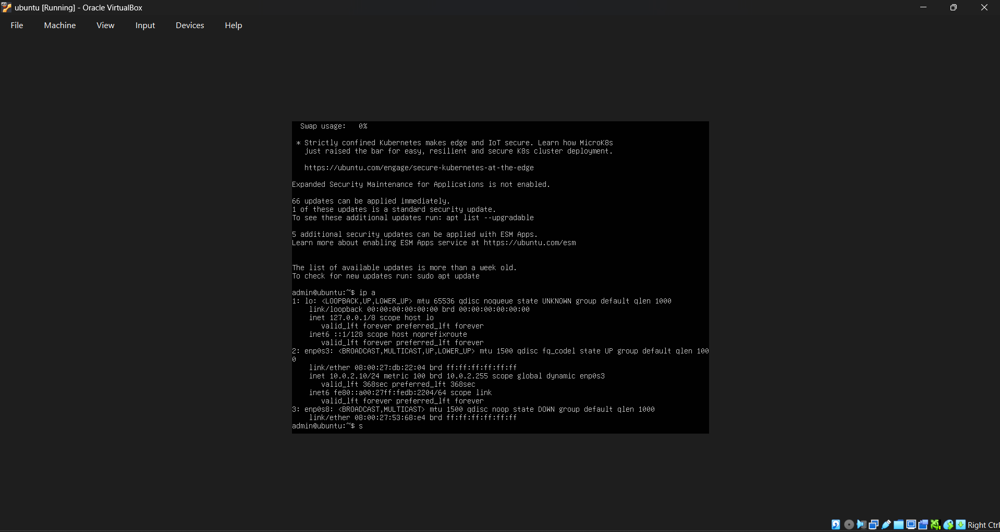 ubuntu [Running] - Oracle VirtualBox
File Machine View Input Devices Help
Swap usage: 0%
* Strictly confined Kubernetes makes edge and IoT secure. Learn how MicroK8s
just raised the bar for easy, resilient and secure K8s cluster deployment.
https://ubuntu.com/engage/secure-kubernetes-at-the-edge
Expanded Security Maintenance for Applications is not enabled.
66 updates can be applied immediately.
1 of these updates is a standard security update.
To see these additional updates run: apt list --upgradable
5 additional security updates can be applied with ESM Apps.
Learn more about enabling ESM Apps service at https://ubuntu.com/esm
The list of available updates is more than a week old.
To check for new updates run: sudo apt update
admin@ubuntu:~$ ip a
1: lo: <LOOPBACK,UP,LOWER_UP> mtu 65536 qdisc noqueue state UNKNOWN group default qlen 1000
link/loopback 00:00:00:00:00:00 brd 00:00:00:00:00:00
inet 127.0.0.1/8 scope host lo
valid_lft forever preferred_lft forever
inet6 ::1/128 scope host noprefixroute
valid_lft forever preferred_lft forever
2: enp0s3: <BROADCAST,MULTICAST,UP,LOWER_UP> mtu 1500 qdisc fq_codel state UP group default qlen 100
0
link/ether 08:00:27:db:22:04 brd ff:ff:ff:ff:ff:ff
inet 10.0.2.10/24 metric 100 brd 10.0.2.255 scope global dynamic enp0s3
valid_lft 368sec preferred_lft 368sec
inet6 fe80::a00:27ff:fedb:2204/64 scope link
valid_lft forever preferred_lft forever
3: enp0s8: <BROADCAST,MULTICAST> mtu 1500 qdisc noop state DOWN group default qlen 1000
link/ether 08:00:27:53:68:e4 brd ff:ff:ff:ff:ff:ff
admin@ubuntu:~$ s
Right Ctrl